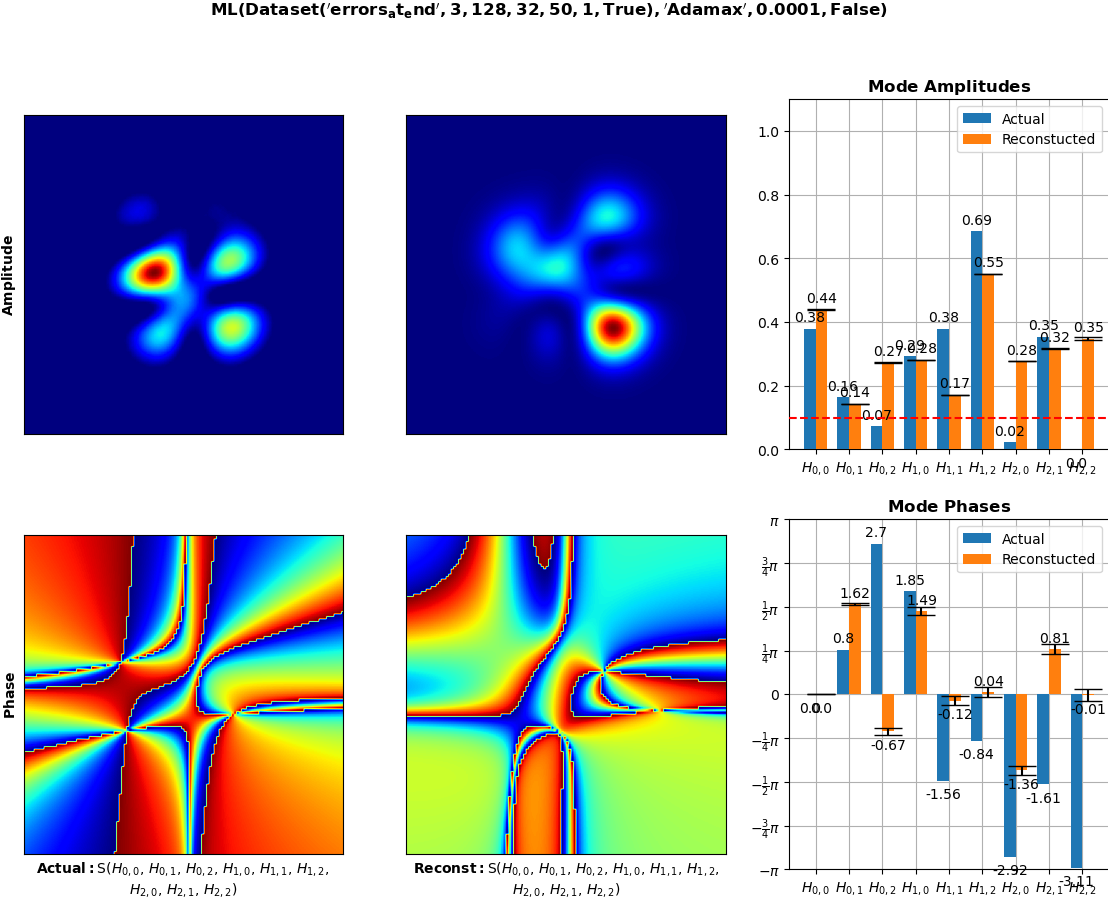 ML(Dataset('errors_at_end', 3, 128, 32, 50, 1, True), 'Adamax', 0.0001, False)
Amplitude
Mode Amplitudes
Actual
Reconstucted
1.0
0.8
0.6
0.4
0.2
0.0
0.38
0.44
0.16
0.14
0.07
0.27
0.29
0.28
0.38
0.17
0.69
0.55
0.02
0.28
0.35
0.32
0.0
0.35
H0,0 H0,1 H0,2 H1,0 H1,1 H1,2 H2,0 H2,1 H2,2
Phase
Actual: S(H0,0, H0,1, H0,2, H1,0, H1,1, H1,2,
H2,0, H2,1, H2,2)
Reconst: S(H0,0, H0,1, H0,2, H1,0, H1,1, H1,2,
H2,0, H2,1, H2,2)
Mode Phases
Actual
Reconstucted
π
3/4π
1/2π
1/4π
0
−1/4π
−1/2π
−3/4π
−π
0.0
0.0
0.8
1.62
2.7
-0.67
1.85
1.49
-1.56
-0.12
-0.84
0.04
-2.92
-1.36
-1.61
0.81
-3.11
-0.01
H0,0 H0,1 H0,2 H1,0 H1,1 H1,2 H2,0 H2,1 H2,2